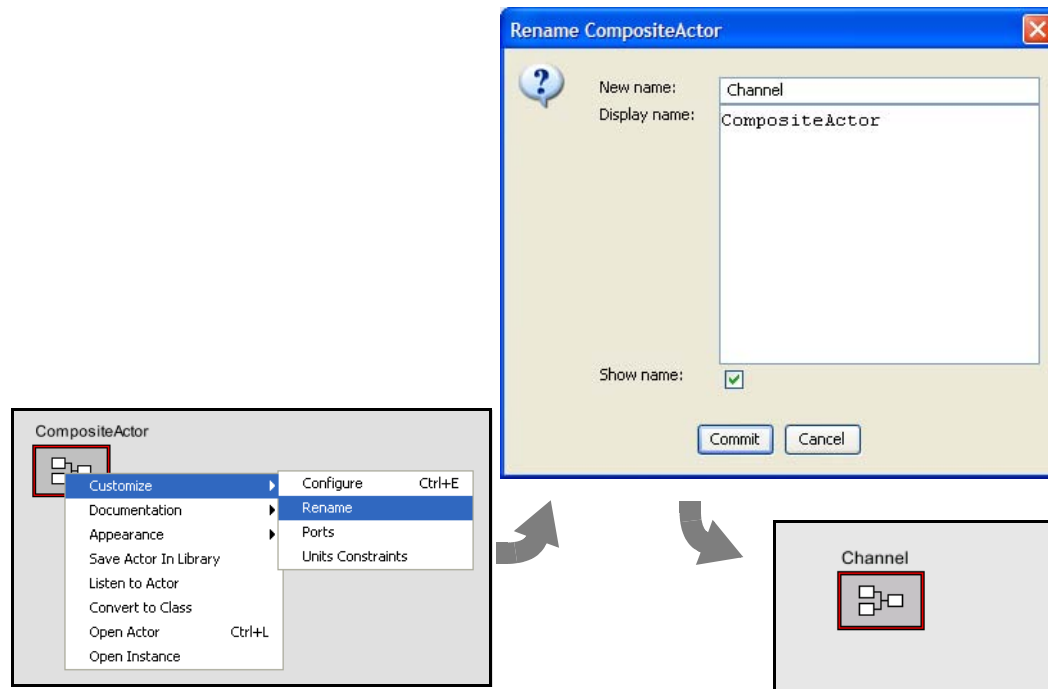 Rename CompositeActor
New name: Channel
Display name: CompositeActor
Show name:
Commit Cancel
CompositeActor
Customize
Documentation
Appearance
Save Actor In Library
Listen to Actor
Convert to Class
Open Actor Ctrl+L
Open Instance
Configure Ctrl+E
Rename
Ports
Units Constraints
Channel